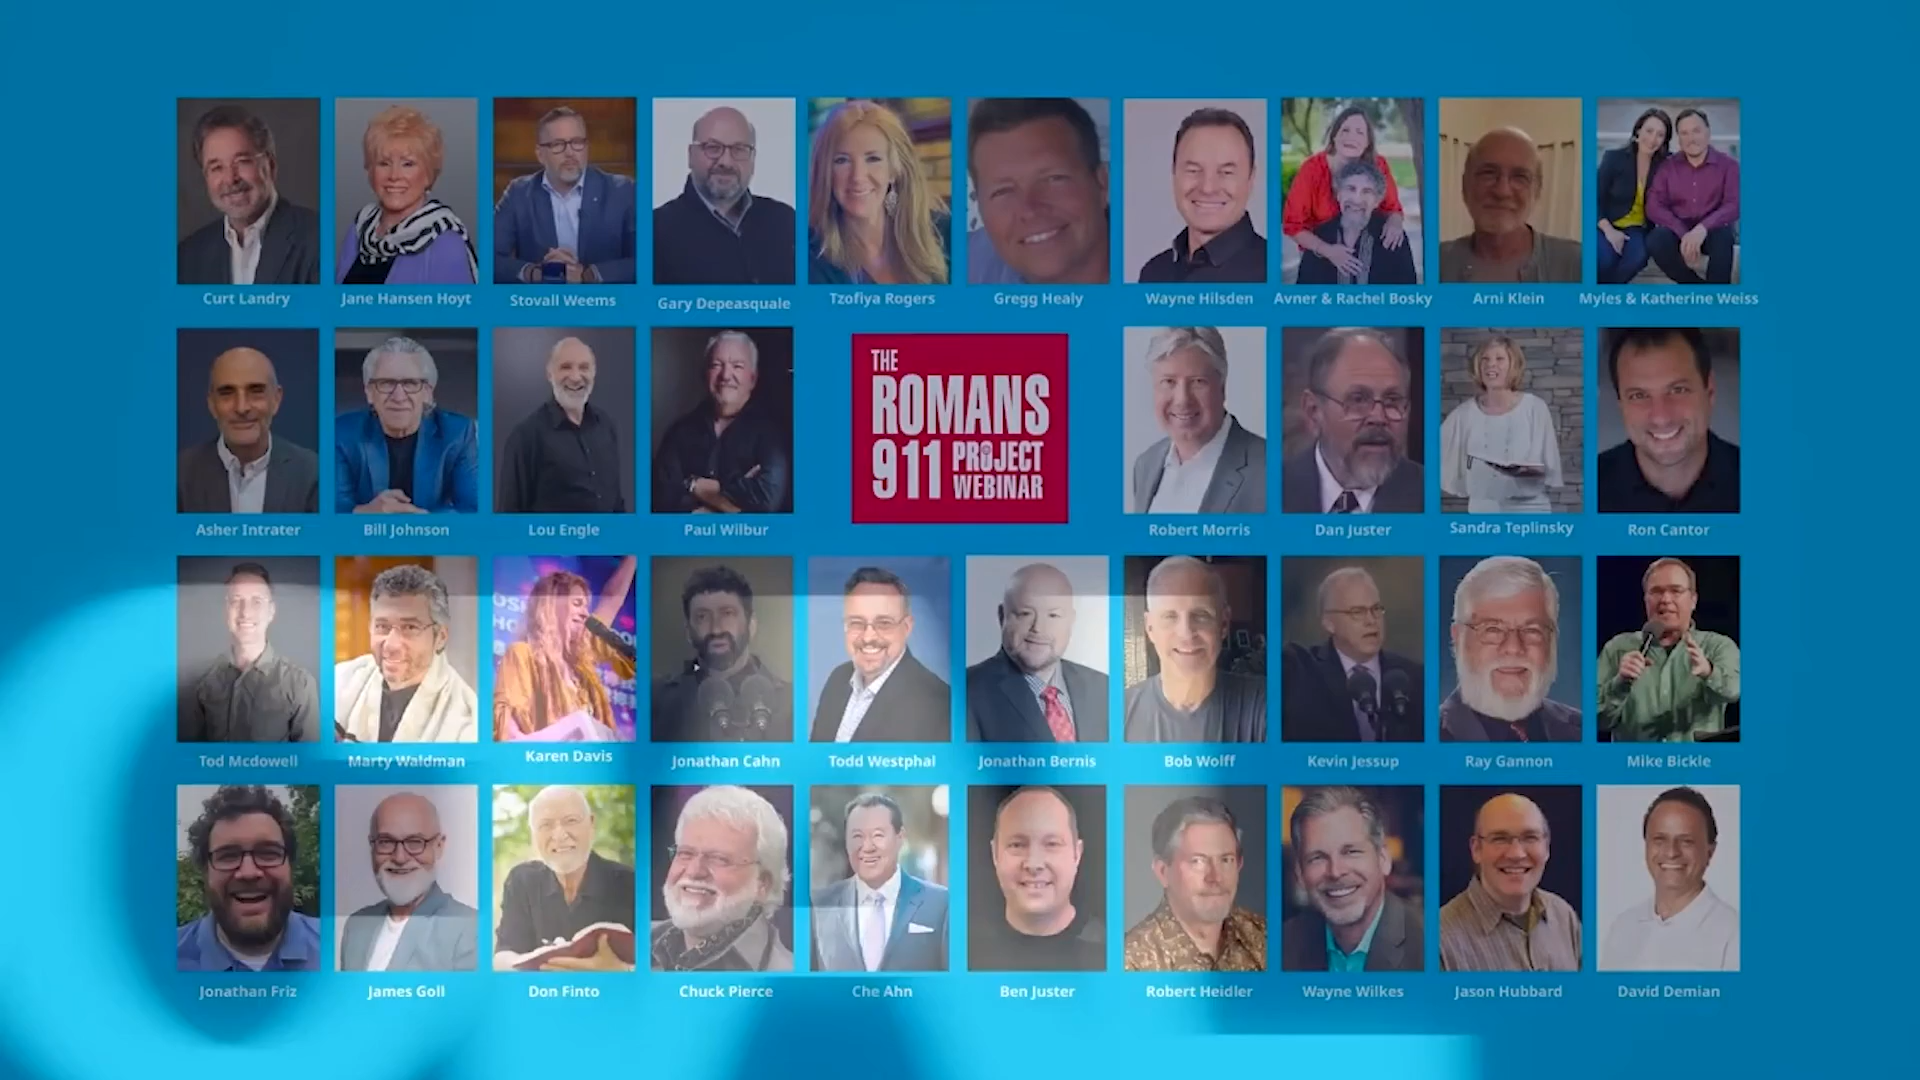 Curt Landry
Jane Hansen Hoyt
Stovall Weems
Gary Depeasquale
Tzofiya Rogers
Gregg Healy
Wayne Hilsden
Avner & Rachel Bosky
Arni Klein
Myles & Katherine Weiss
THE
ROMANS
911 PROJECT
WEBINAR
Asher Intrater
Bill Johnson
Lou Engle
Paul Wilbur
Robert Morris
Dan Juster
Sandra Teplinsky
Ron Cantor
Tod Mcdowell
Marty Waldman
Karen Davis
Jonathan Cahn
Todd Westphal
Jonathan Bernis
Bob Wolff
Kevin Jessup
Ray Gannon
Mike Bickle
Jonathan Friz
James Goll
Don Finto
Chuck Pierce
Che Ahn
Ben Juster
Robert Heidler
Wayne Wilkes
Jason Hubbard
David Demian